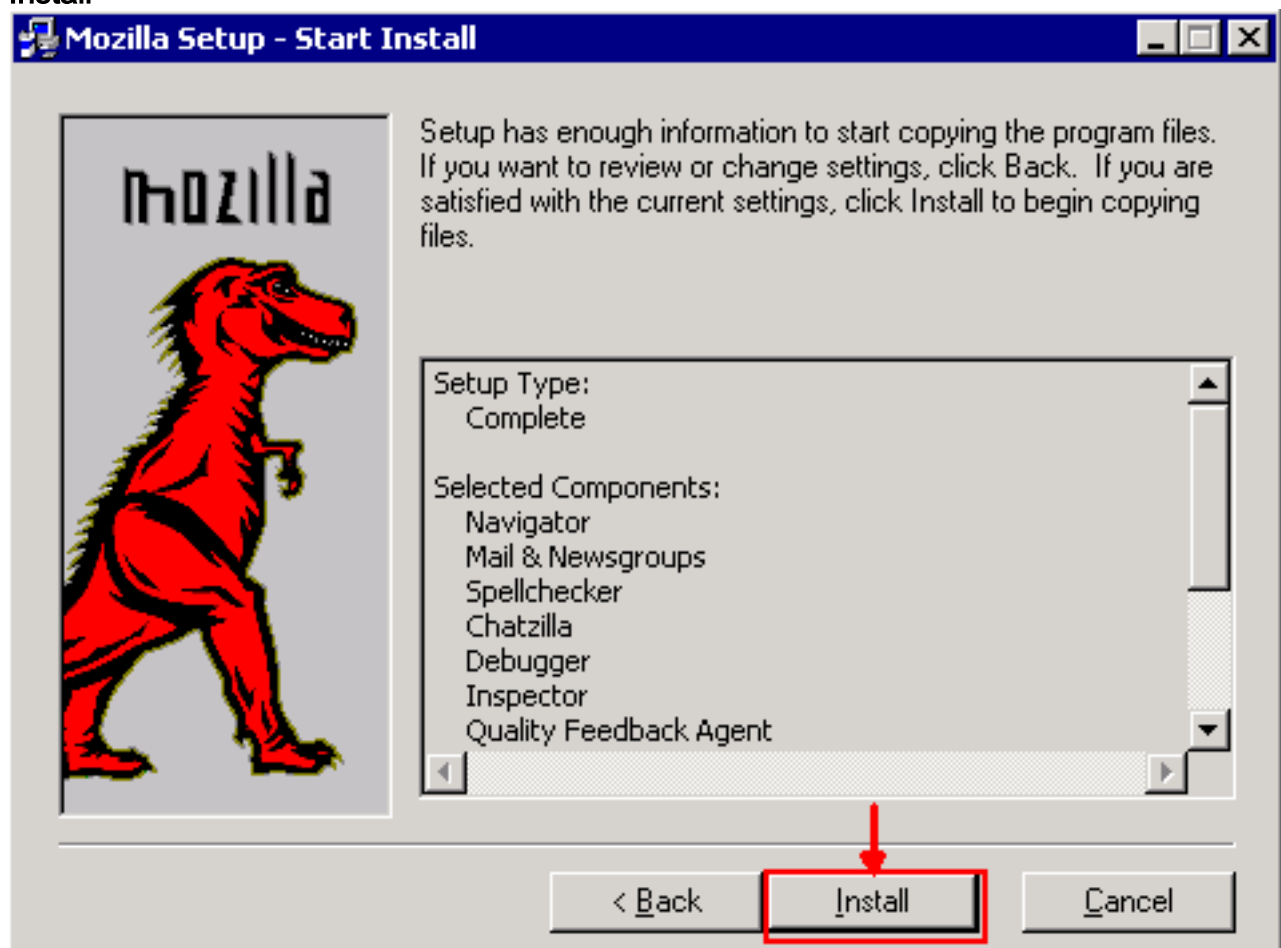 Install
Mozilla Setup - Start Install
mozilla
Setup has enough information to start copying the program files.
If you want to review or change settings, click Back.  If you are
satisfied with the current settings, click Install to begin copying
files.
Setup Type:
Complete
Selected Components:
Navigator
Mail & Newsgroups
Spellchecker
Chatzilla
Debugger
Inspector
Quality Feedback Agent
< Back
Install
Cancel